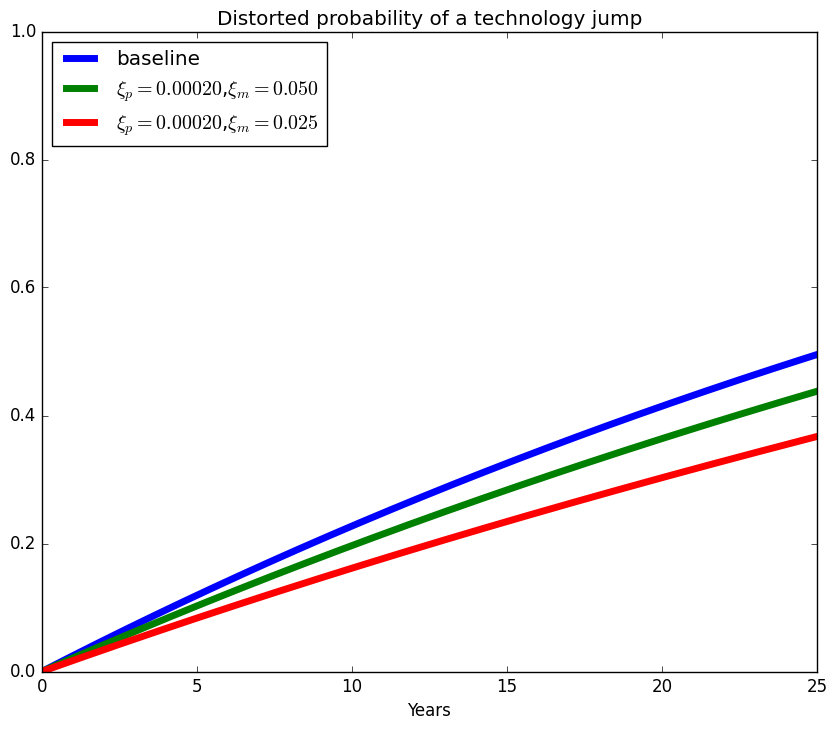 Distorted probability of a technology jump
1.0
baseline
ξₚ = 0.00020,ξₘ = 0.050
ξₚ = 0.00020,ξₘ = 0.025
0.8
0.6
0.4
0.2
0.0
0 5 10 15 20 25
Years